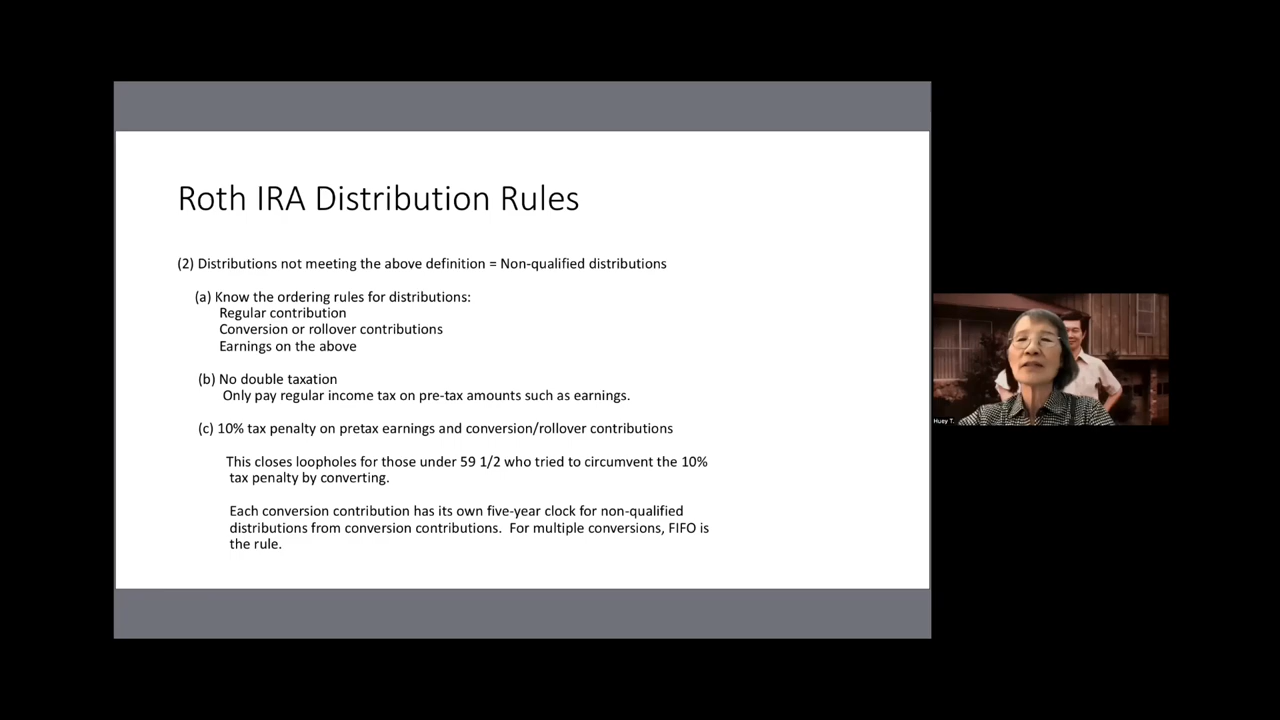 Roth IRA Distribution Rules
(2) Distributions not meeting the above definition = Non-qualified distributions
(a) Know the ordering rules for distributions:
Regular contribution
Conversion or rollover contributions
Earnings on the above
(b) No double taxation
Only pay regular income tax on pre-tax amounts such as earnings.
(c) 10% tax penalty on pretax earnings and conversion/rollover contributions
This closes loopholes for those under 59 1/2 who tried to circumvent the 10%
tax penalty by converting.
Each conversion contribution has its own five-year clock for non-qualified
distributions from conversion contributions.  For multiple conversions, FIFO is
the rule.
Huey T.